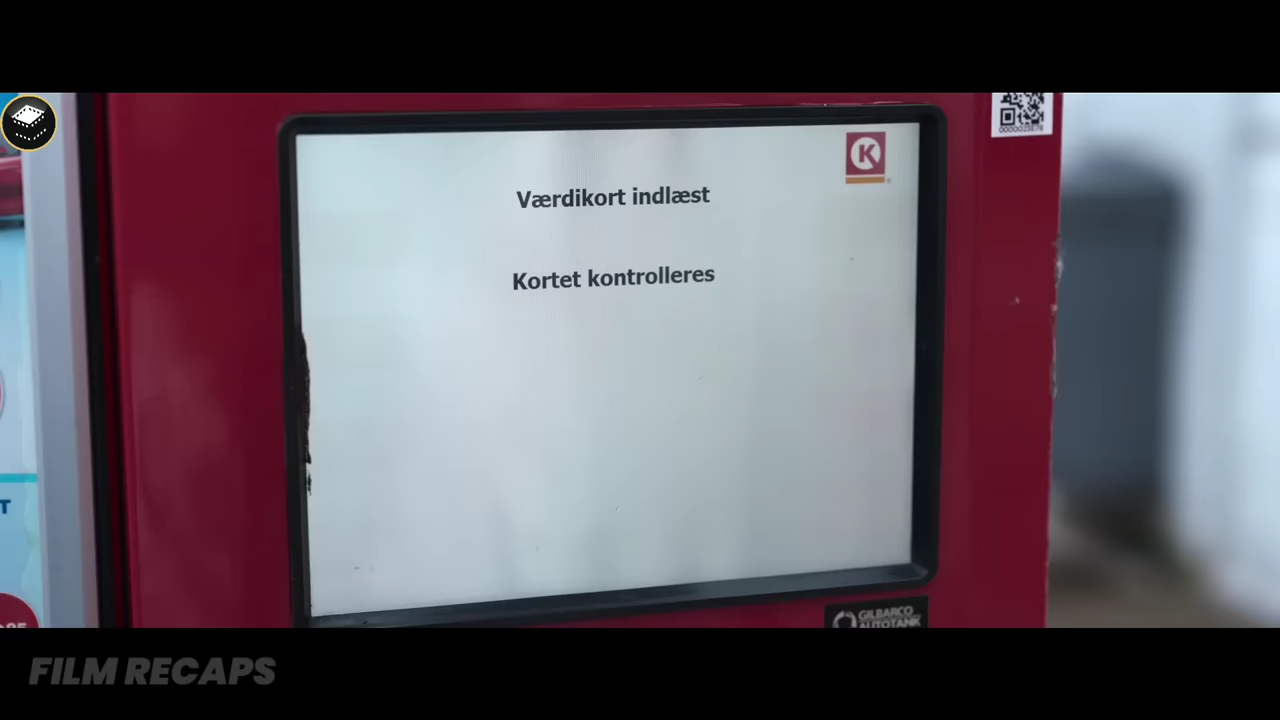 K
Værdikort indlæst
Kortet kontrolleres
T
GILBARCO
AUTOTANK
FILM RECAPS